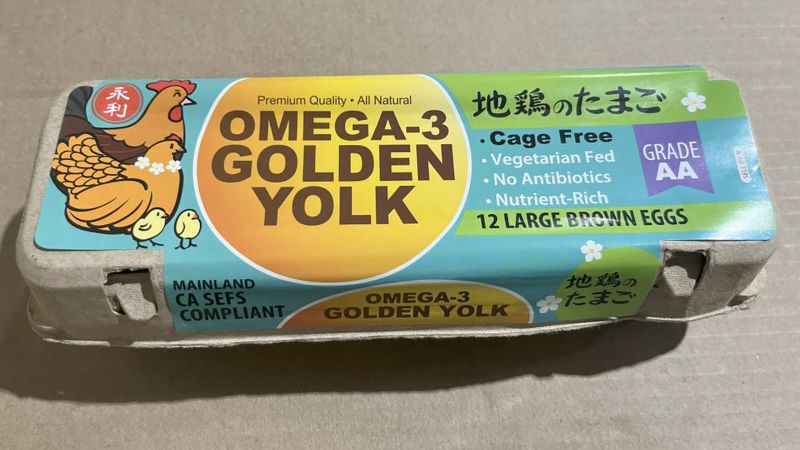 永利
Premium Quality • All Natural
OMEGA-3
GOLDEN
YOLK
地鶏のたまご
• Cage Free
• Vegetarian Fed
• No Antibiotics
• Nutrient-Rich
GRADE
AA
12 LARGE BROWN EGGS
SELL BY:
MAINLAND
CA SEFS
COMPLIANT
OMEGA-3
GOLDEN YOLK
地鶏の
たまご